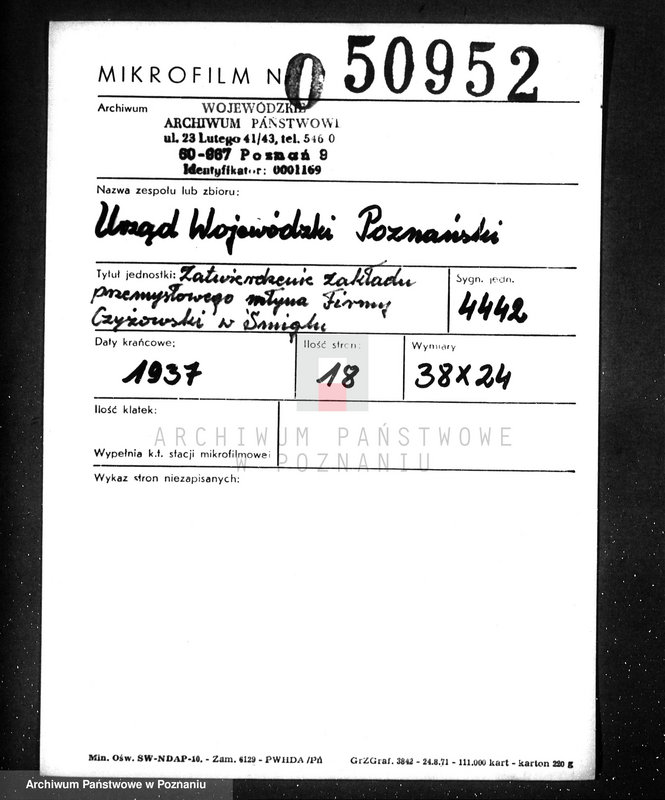 MIKROFILM N O 50952
Archiwum
WOJEWÓDZKIE
ARCHIWUM PAŃSTWOWE
ul. 23 Lutego 41/43, tel. 546 0
60-967 Poznań 9
Identyfikator: 0001169
Nazwa zespołu lub zbioru:
Urząd Wojewódzki Poznański
Tytuł jednostki: Zatwierdzenie zakładu
przemysłowego młyna Firmy
Czyżowski w Śmiglu
Sygn. jedn.
4442
Daty krańcowe:
1937
Ilość stron:
18
Wymiary
38x24
Ilość klatek:
ARCHIWUM PAŃSTWOWE
W POZNANIU
Wypełnia k.t. stacji mikrofilmowej
Wykaz stron niezapisanych:
Min. Ośw. SW-NDAP-10. - Zam. 6129 - PWHDA /Pń
GrZGraf. 3842 - 24.8.71 - 111.000 kart - karton 220 g
Archiwum Państwowe w Poznaniu